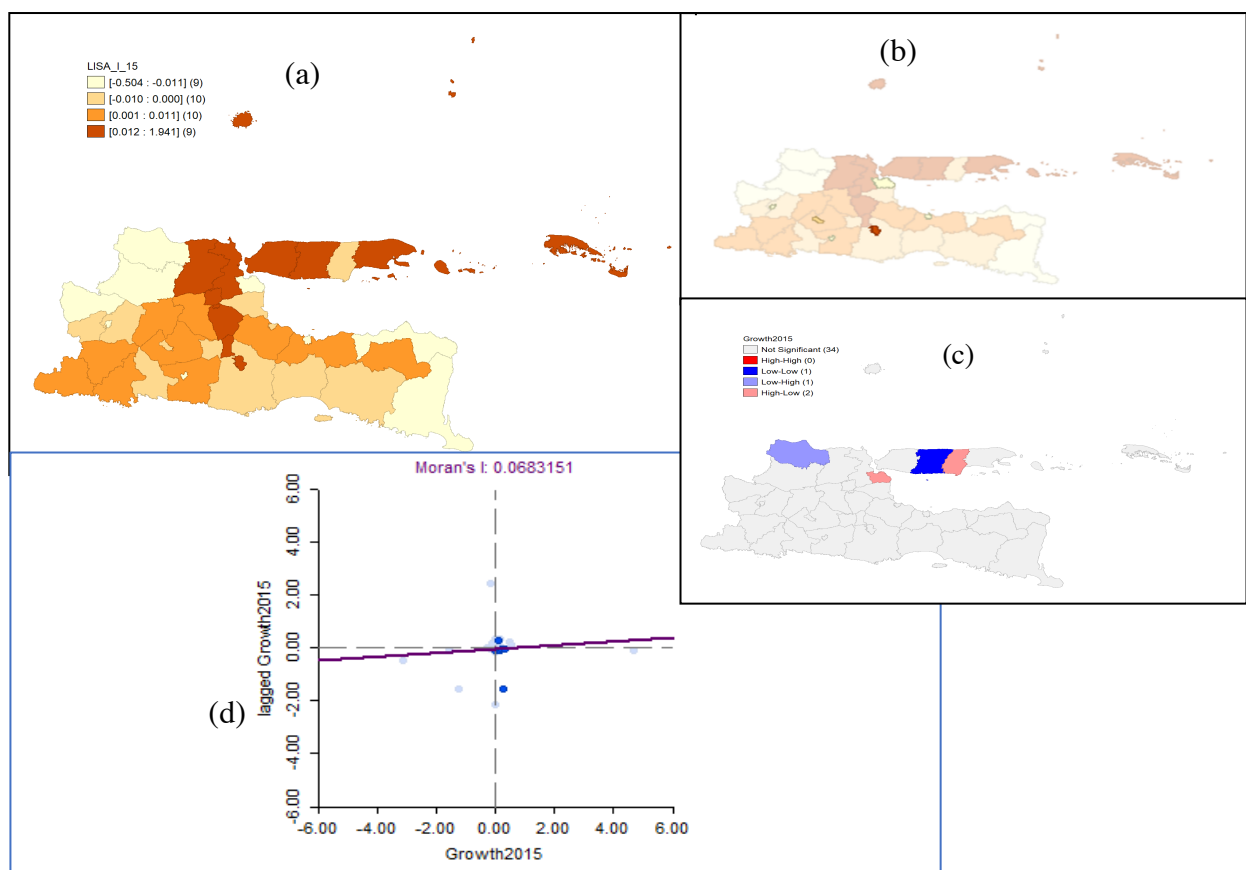 LISA_I_15
[-0.504 : -0.011] (9)
[-0.010 : 0.000] (10)
[0.001 : 0.011] (10)
[0.012 : 1.941] (9)
(a)
(b)
Growth2015
Not Significant (34)
High-High (0)
Low-Low (1)
Low-High (1)
High-Low (2)
(c)
Moran's I: 0.0683151
6.00
4.00
2.00
0.00
-2.00
-4.00
-6.00
lagged Growth2015
(d)
-6.00 -4.00 -2.00 0.00 2.00 4.00 6.00
Growth2015